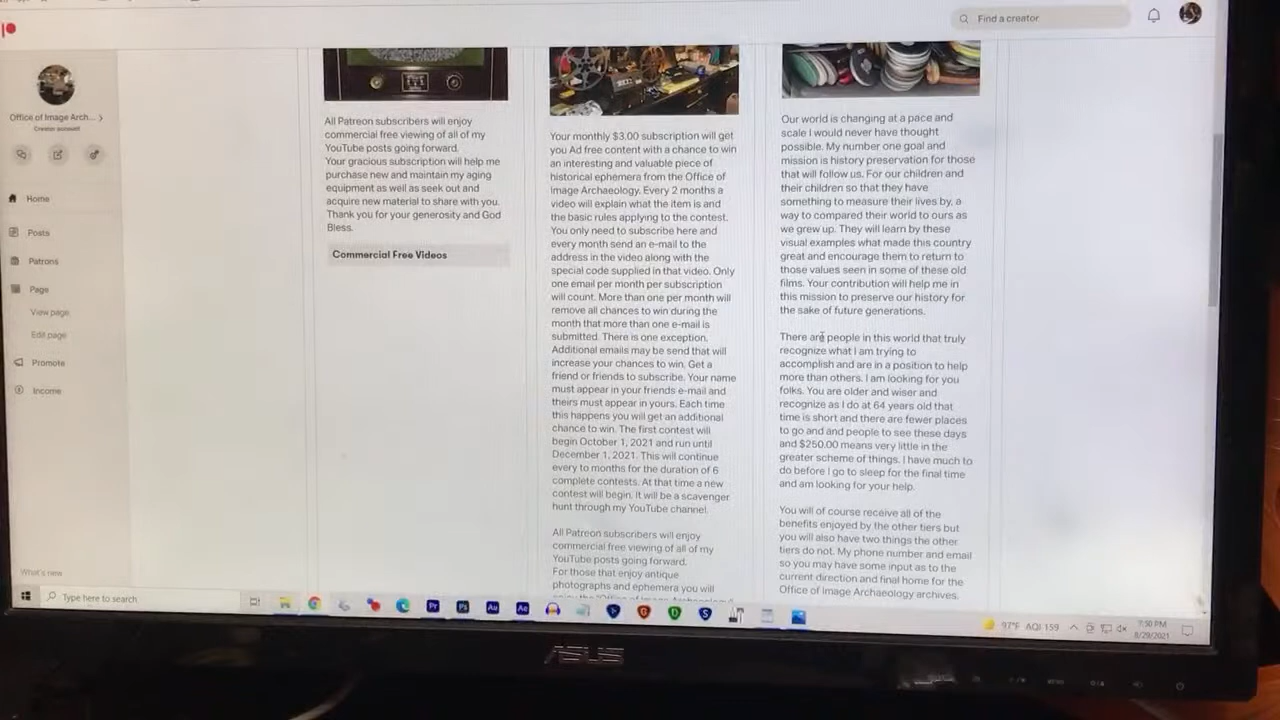 Find a creator
Office of Image Arch...
Creator account
Home
Posts
Patrons
Page
View page
Edit page
Promote
Income
What's new
All Patreon subscribers will enjoy
commercial free viewing of all of my
YouTube posts going forward.
Your gracious subscription will help me
purchase new and maintain my aging
equipment as well as seek out and
acquire new material to share with you.
Thank you for your generosity and God
Bless.
Commercial Free Videos
Your monthly $3.00 subscription will get
you Ad free content with a chance to win
an interesting and valuable piece of
historical ephemera from the Office of
Image Archaeology. Every 2 months a
video will explain what the item is and
the basic rules applying to the contest.
You only need to subscribe here and
every month send an e-mail to the
address in the video along with the
special code supplied in that video. Only
one email per month per subscription
will count. More than one per month will
remove all chances to win during the
month that more than one e-mail is
submitted. There is one exception.
Additional emails may be send that will
increase your chances to win. Get a
friend or friends to subscribe. Your name
must appear in your friends e-mail and
theirs must appear in yours. Each time
this happens you will get an additional
chance to win. The first contest will
begin October 1, 2021 and run until
December 1, 2021. This will continue
every to months for the duration of 6
complete contests. At that time a new
contest will begin. It will be a scavenger
hunt through my YouTube channel.
All Patreon subscribers will enjoy
commercial free viewing of all of my
YouTube posts going forward.
For those that enjoy antique
photographs and ephemera you will
Our world is changing at a pace and
scale I would never have thought
possible. My number one goal and
mission is history preservation for those
that will follow us. For our children and
their children so that they have
something to measure their lives by, a
way to compared their world to ours as
we grew up. They will learn by these
visual examples what made this country
great and encourage them to return to
those values seen in some of these old
films. Your contribution will help me in
this mission to preserve our history for
the sake of future generations.
There are people in this world that truly
recognize what I am trying to
accomplish and are in a position to help
more than others. I am looking for you
folks. You are older and wiser and
recognize as I do at 64 years old that
time is short and there are fewer places
to go and and people to see these days
and $250.00 means very little in the
greater scheme of things. I have much to
do before I go to sleep for the final time
and am looking for your help.
You will of course receive all of the
benefits enjoyed by the other tiers but
you will also have two things the other
tiers do not. My phone number and email
so you may have some input as to the
current direction and final home for the
Office of Image Archaeology archives.
Type here to search
Pr
Ps
Au
Ae
97°F AQI 159
7:30 PM
8/29/2021
ASUS